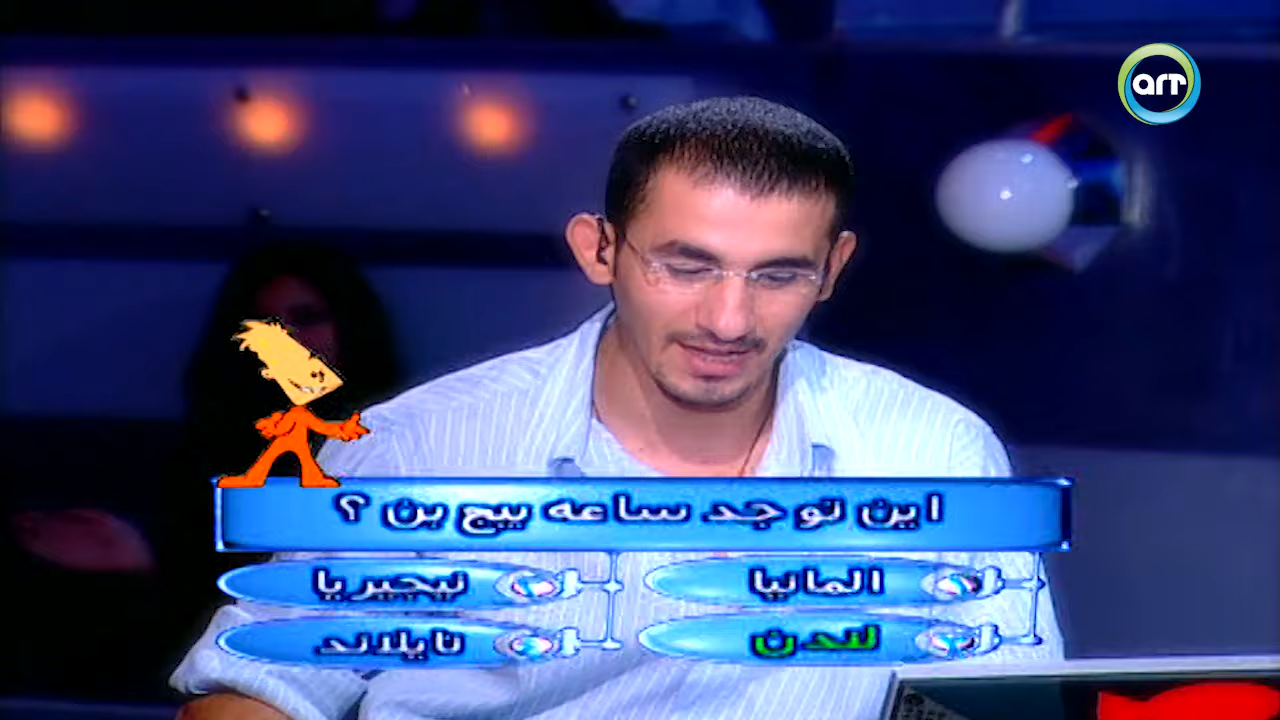 art
اين توجد ساعه بيج بن ؟
المانيا
نيجيريا
لندن
تايلاند